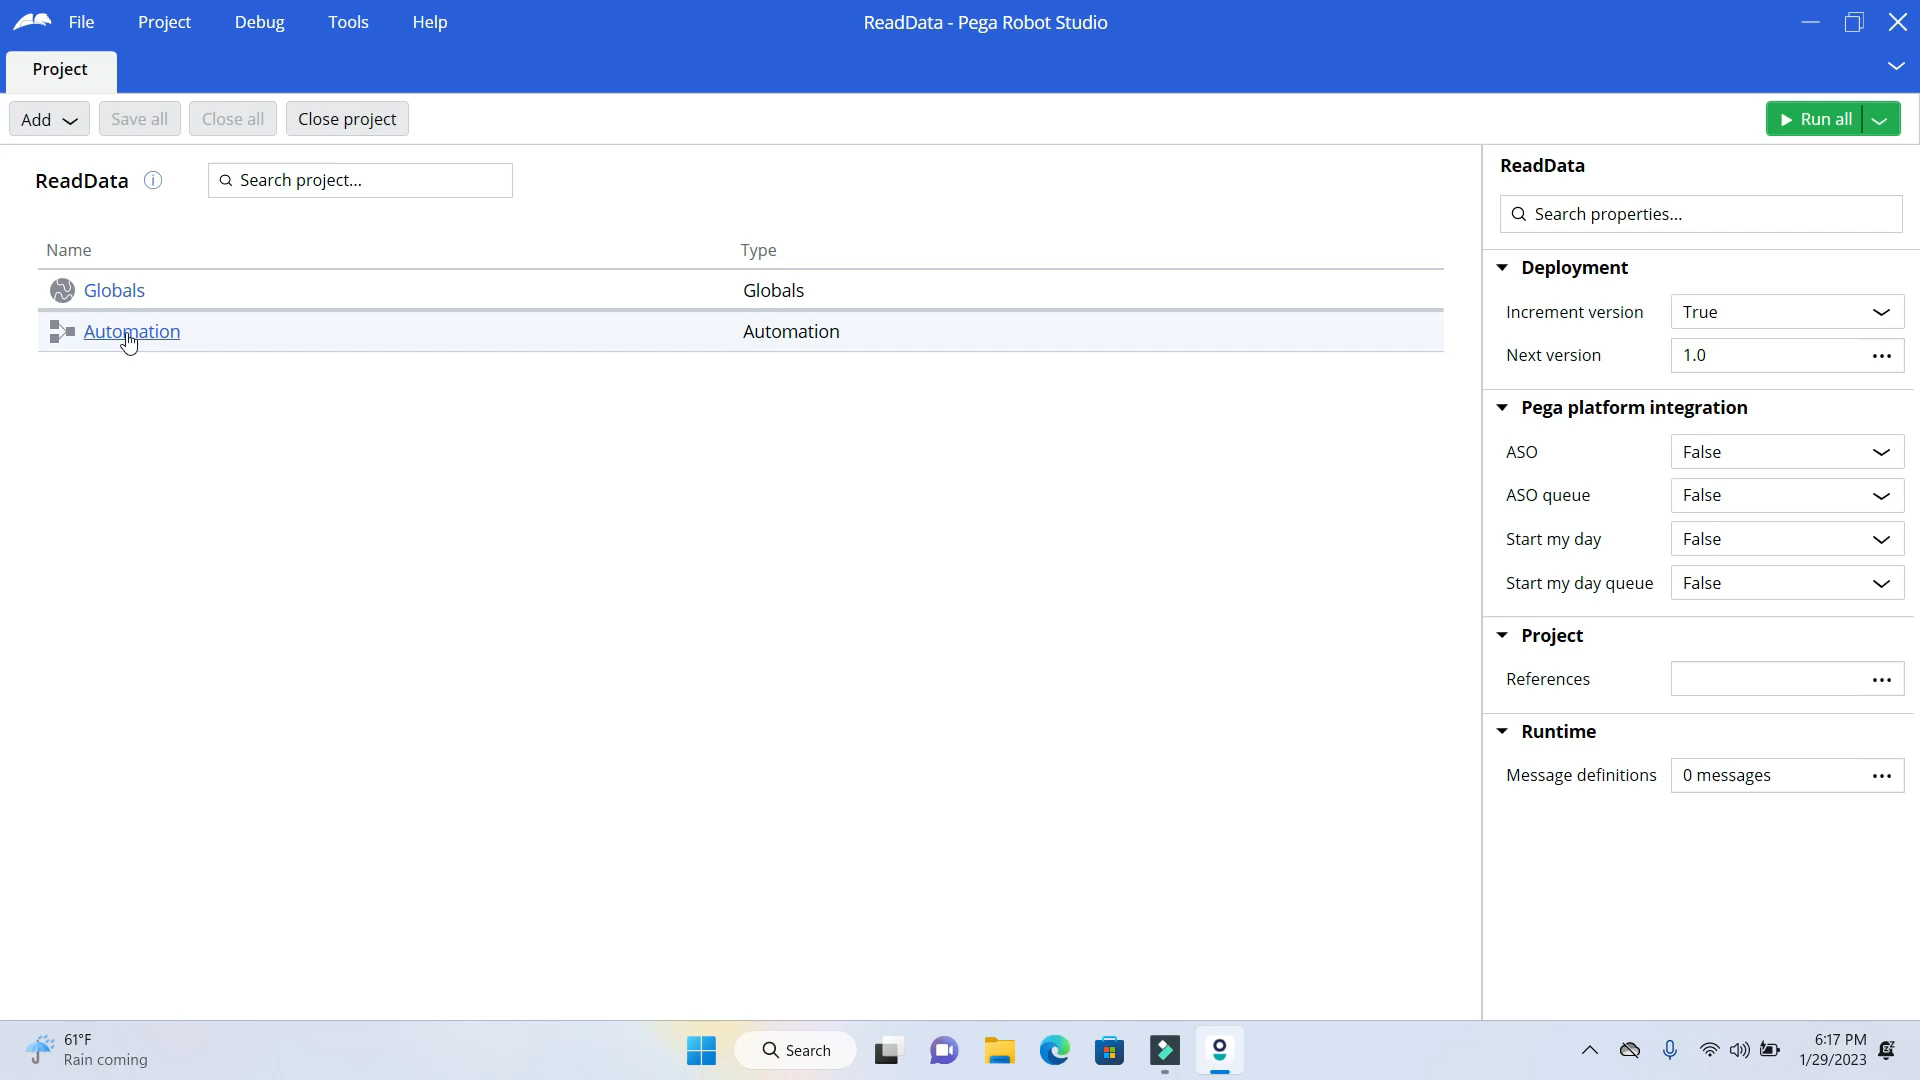 File Project Debug Tools Help ReadData - Pega Robot Studio
Project
Add Save all Close all Close project Run all
ReadData Search project...
Name Type
Globals Globals
Automation Automation
ReadData
Search properties...
Deployment
Increment version True
Next version 1.0
Pega platform integration
ASO False
ASO queue False
Start my day False
Start my day queue False
Project
References
Runtime
Message definitions 0 messages
61°F
Rain coming
Search
6:17 PM
1/29/2023